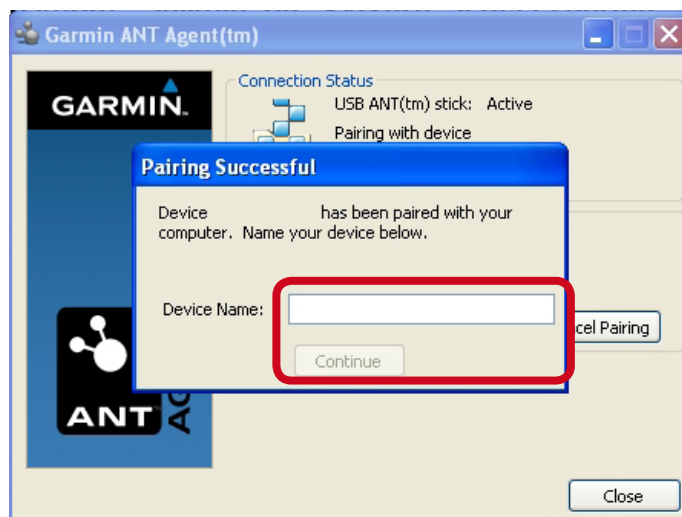 Garmin ANT Agent(tm)
GARMIN.
Connection Status
USB ANT(tm) stick: Active
Pairing with device
Pairing Successful
Device has been paired with your
computer. Name your device below.
Device Name:
Continue
cel Pairing
ANT
AG
Close